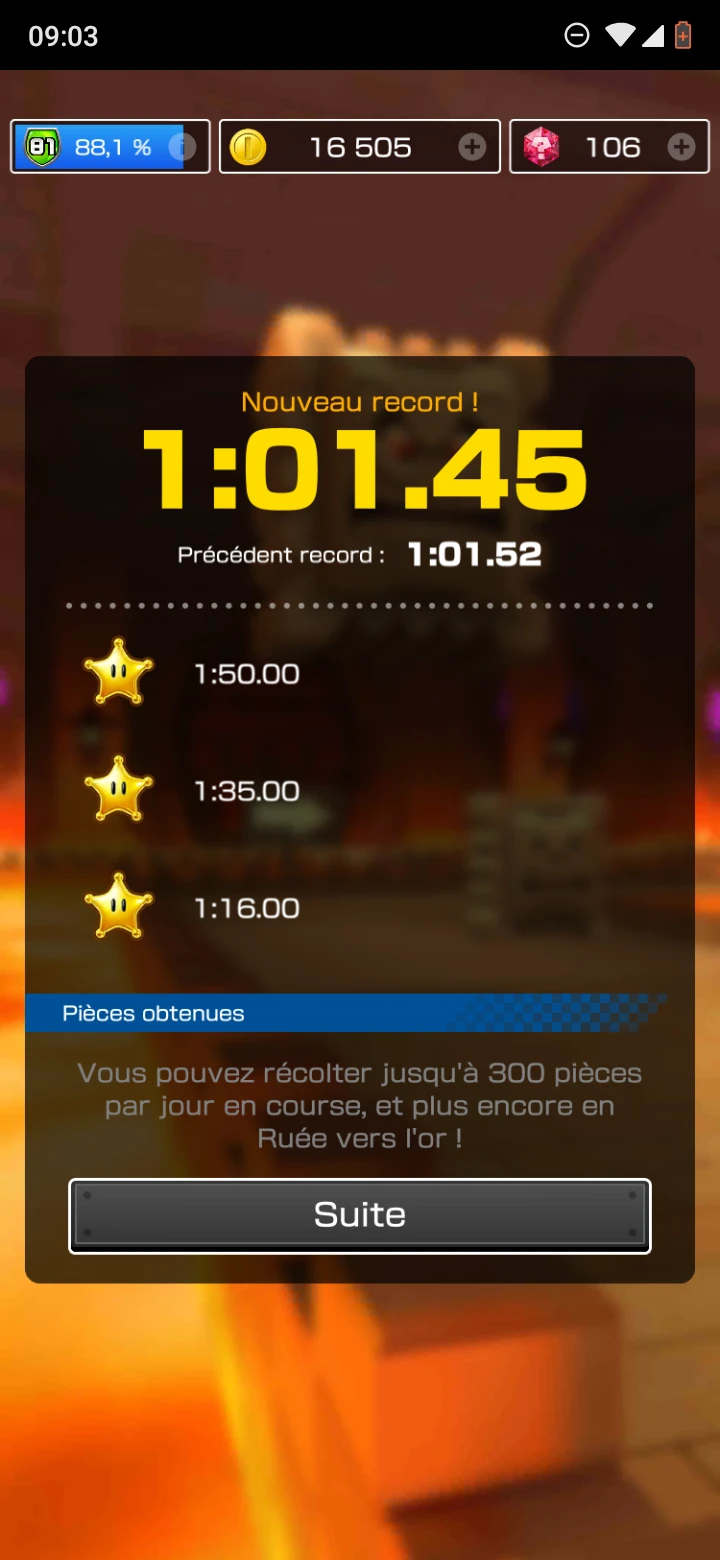 09:03
81 88,1 % i 16 505 + ? 106 +
Nouveau record !
1:01.45
Précédent record : 1:01.52
1:50.00
1:35.00
1:16.00
Pièces obtenues
Vous pouvez récolter jusqu'à 300 pièces
par jour en course, et plus encore en
Ruée vers l'or !
Suite